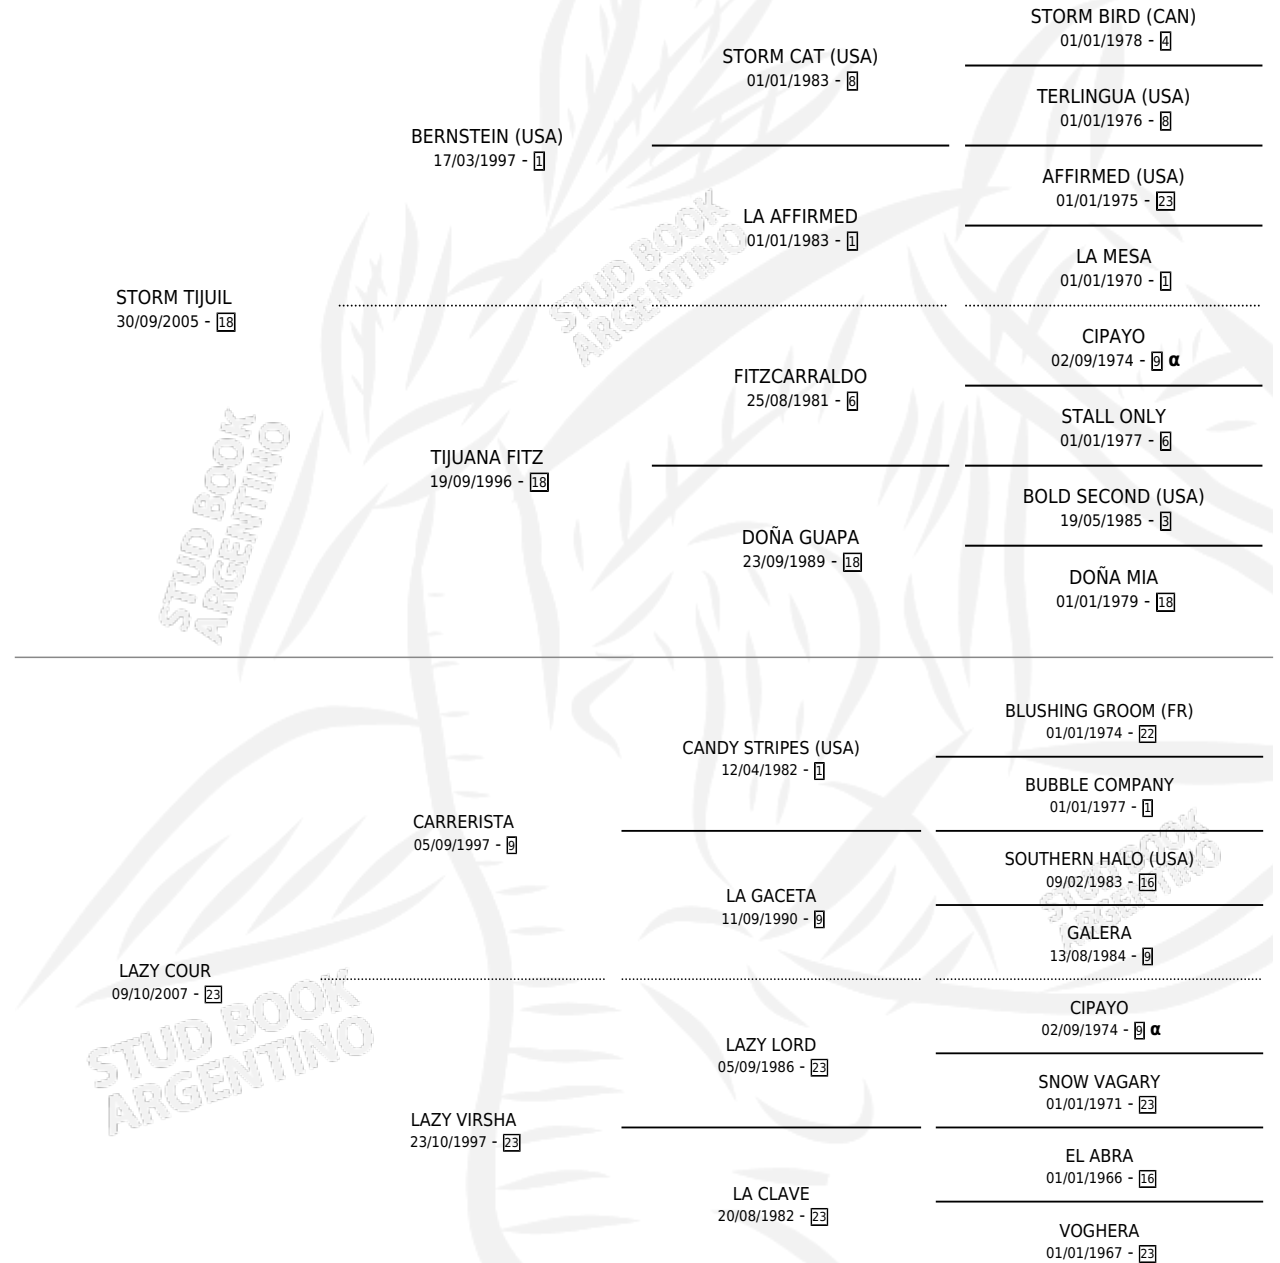 STORM BIRD (CAN)
01/01/1978 - 4
STORM CAT (USA)
01/01/1983 - 8
TERLINGUA (USA)
01/01/1976 - 8
BERNSTEIN (USA)
17/03/1997 - 1
AFFIRMED (USA)
01/01/1975 - 23
LA AFFIRMED
01/01/1983 - 1
LA MESA
01/01/1970 - 1
STORM TIJUIL
30/09/2005 - 18
CIPAYO
02/09/1974 - 9 α
FITZCARRALDO
25/08/1981 - 6
STALL ONLY
01/01/1977 - 6
TIJUANA FITZ
19/09/1996 - 18
BOLD SECOND (USA)
19/05/1985 - 3
DOÑA GUAPA
23/09/1989 - 18
DOÑA MIA
01/01/1979 - 18
BLUSHING GROOM (FR)
01/01/1974 - 22
CANDY STRIPES (USA)
12/04/1982 - 1
BUBBLE COMPANY
01/01/1977 - 1
CARRERISTA
05/09/1997 - 9
SOUTHERN HALO (USA)
09/02/1983 - 16
LA GACETA
11/09/1990 - 9
GALERA
13/08/1984 - 9
LAZY COUR
09/10/2007 - 23
CIPAYO
02/09/1974 - 9 α
LAZY LORD
05/09/1986 - 23
SNOW VAGARY
01/01/1971 - 23
LAZY VIRSHA
23/10/1997 - 23
EL ABRA
01/01/1966 - 16
LA CLAVE
20/08/1982 - 23
VOGHERA
01/01/1967 - 23
STUD BOOK
ARGENTINO
STUD BOOK
ARGENTINO
STUD BOOK
ARGENTINO
STUD BOOK
ARGENTINO